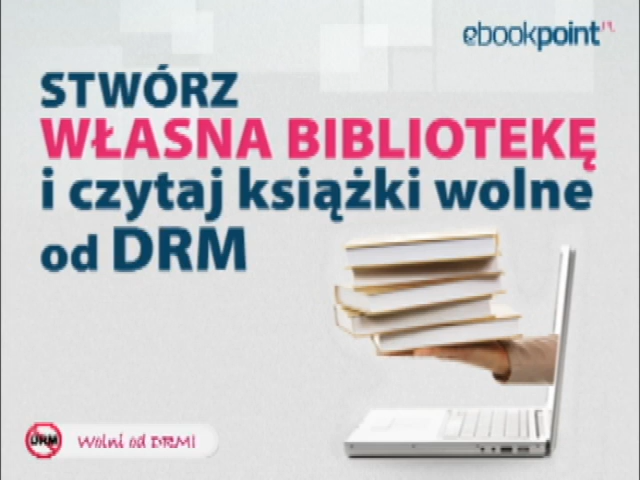 ebookpoint.pl
STWÓRZ
WŁASNA BIBLIOTEKĘ
i czytaj książki wolne
od DRM
DRM Wolni od DRM!